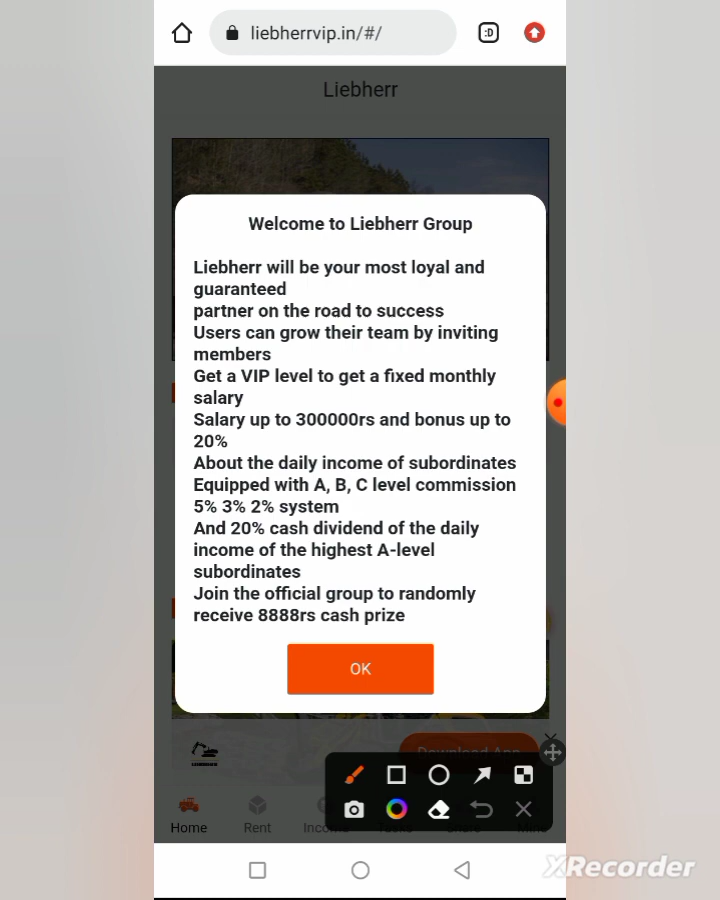 liebherrvip.in/#/
:D
Liebherr
Welcome to Liebherr Group
Liebherr will be your most loyal and
guaranteed
partner on the road to success
Users can grow their team by inviting
members
Get a VIP level to get a fixed monthly
salary
Salary up to 300000rs and bonus up to
20%
About the daily income of subordinates
Equipped with A, B, C level commission
5% 3% 2% system
And 20% cash dividend of the daily
income of the highest A-level
subordinates
Join the official group to randomly
receive 8888rs cash prize
OK
Download App
Home Rent Income
XRecorder